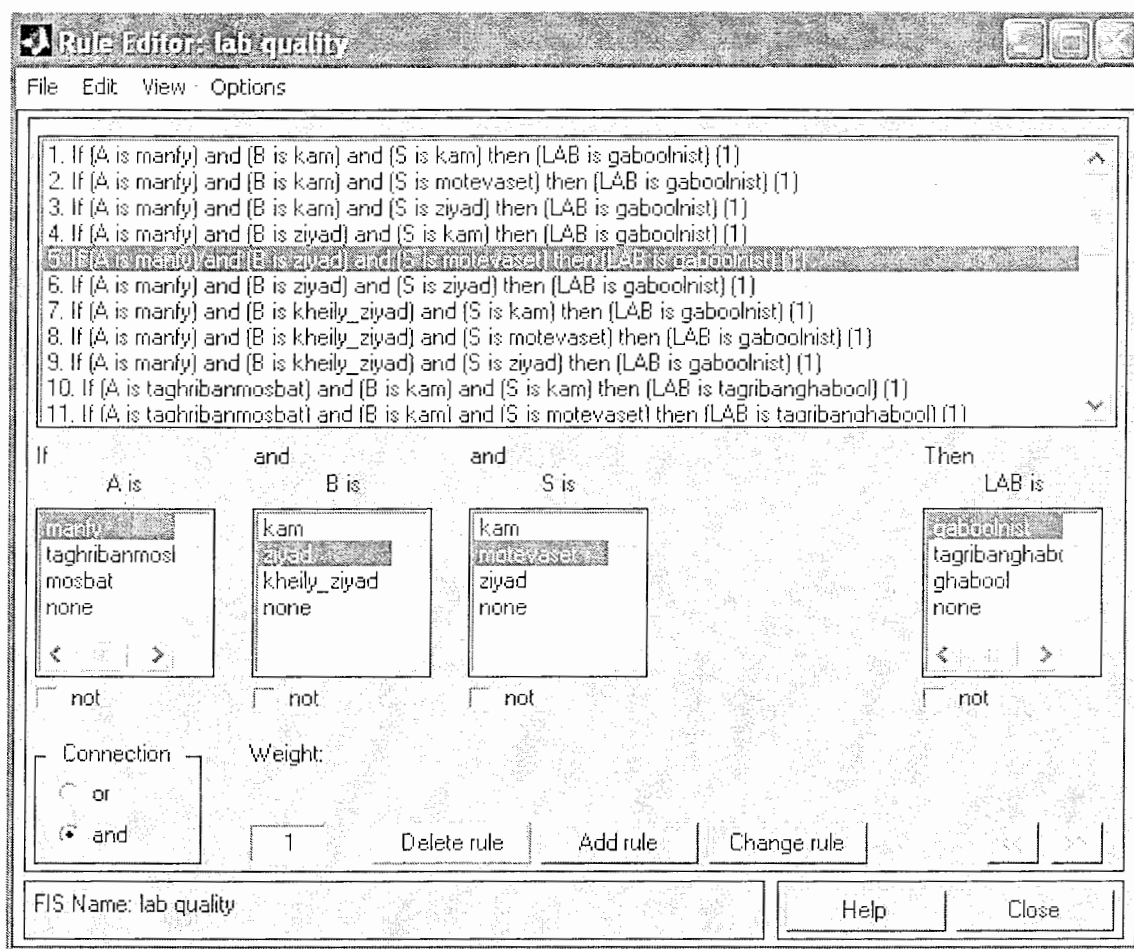 Rule Editor: lab quality
File Edit View Options
1. If (A is manfy) and (B is kam) and (S is kam) then (LAB is gaboolnist) (1)
2. If (A is manfy) and (B is kam) and (S is motevaset) then (LAB is gaboolnist) (1)
3. If (A is manfy) and (B is kam) and (S is ziyad) then (LAB is gaboolnist) (1)
4. If (A is manfy) and (B is ziyad) and (S is kam) then (LAB is gaboolnist) (1)
5. If (A is manfy) and (B is ziyad) and (S is motevaset) then (LAB is gaboolnist) (1)
6. If (A is manfy) and (B is ziyad) and (S is ziyad) then (LAB is gaboolnist) (1)
7. If (A is manfy) and (B is kheily_ziyad) and (S is kam) then (LAB is gaboolnist) (1)
8. If (A is manfy) and (B is kheily_ziyad) and (S is motevaset) then (LAB is gaboolnist) (1)
9. If (A is manfy) and (B is kheily_ziyad) and (S is ziyad) then (LAB is gaboolnist) (1)
10. If (A is taghribanmosbat) and (B is kam) and (S is kam) then (LAB is tagribanghabool) (1)
11. If (A is taghribanmosbat) and (B is kam) and (S is motevaset) then (LAB is tagribanghabool) (1)
If and and Then
A is B is S is LAB is
manfy kam kam gaboolnist
taghribanmosl ziyad motevaset tagribanghabo
mosbat kheily_ziyad ziyad ghabool
none none none none
not not not not
Connection Weight:
or
and 1 Delete rule Add rule Change rule << >>
FIS Name: lab quality Help Close